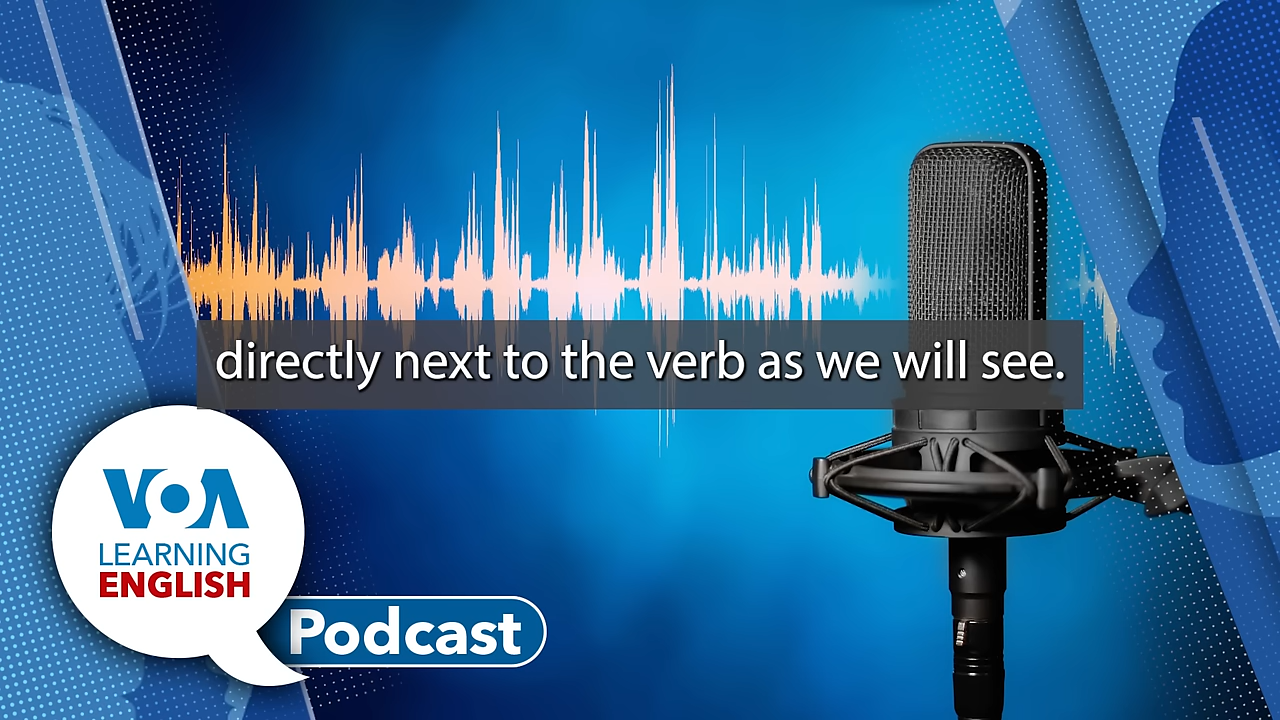 directly next to the verb as we will see.
VOA
LEARNING
ENGLISH
Podcast